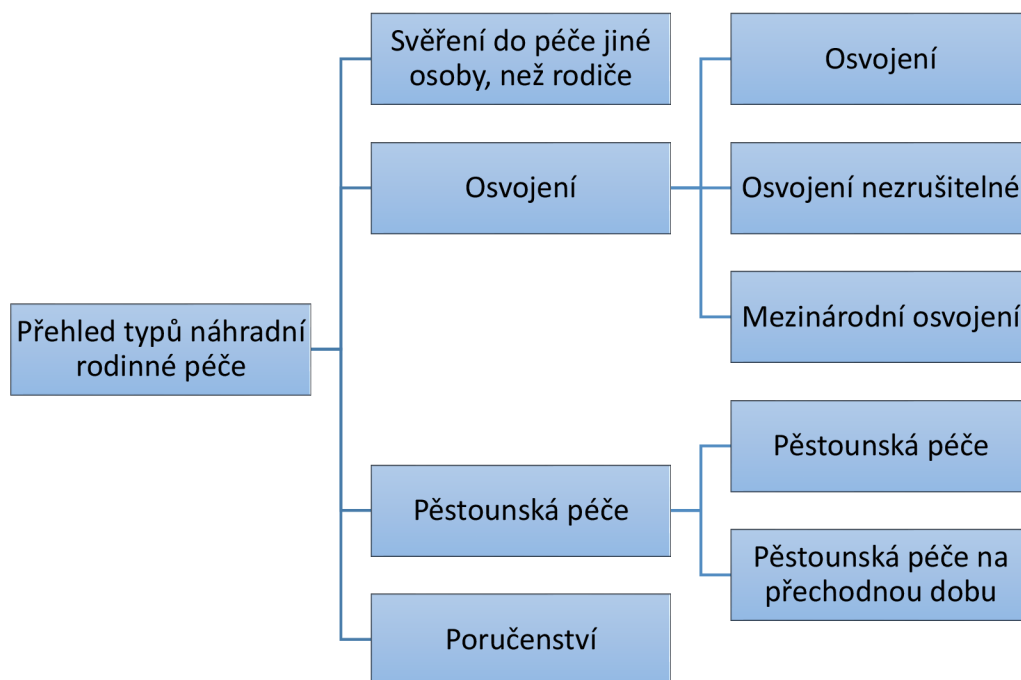 Přehled typů náhradní
rodinné péče
Svěření do péče jiné
osoby, než rodiče
Osvojení
Osvojení
Osvojení nezrušitelné
Mezinárodní osvojení
Pěstounská péče
Pěstounská péče
Pěstounská péče na
přechodnou dobu
Poručenství